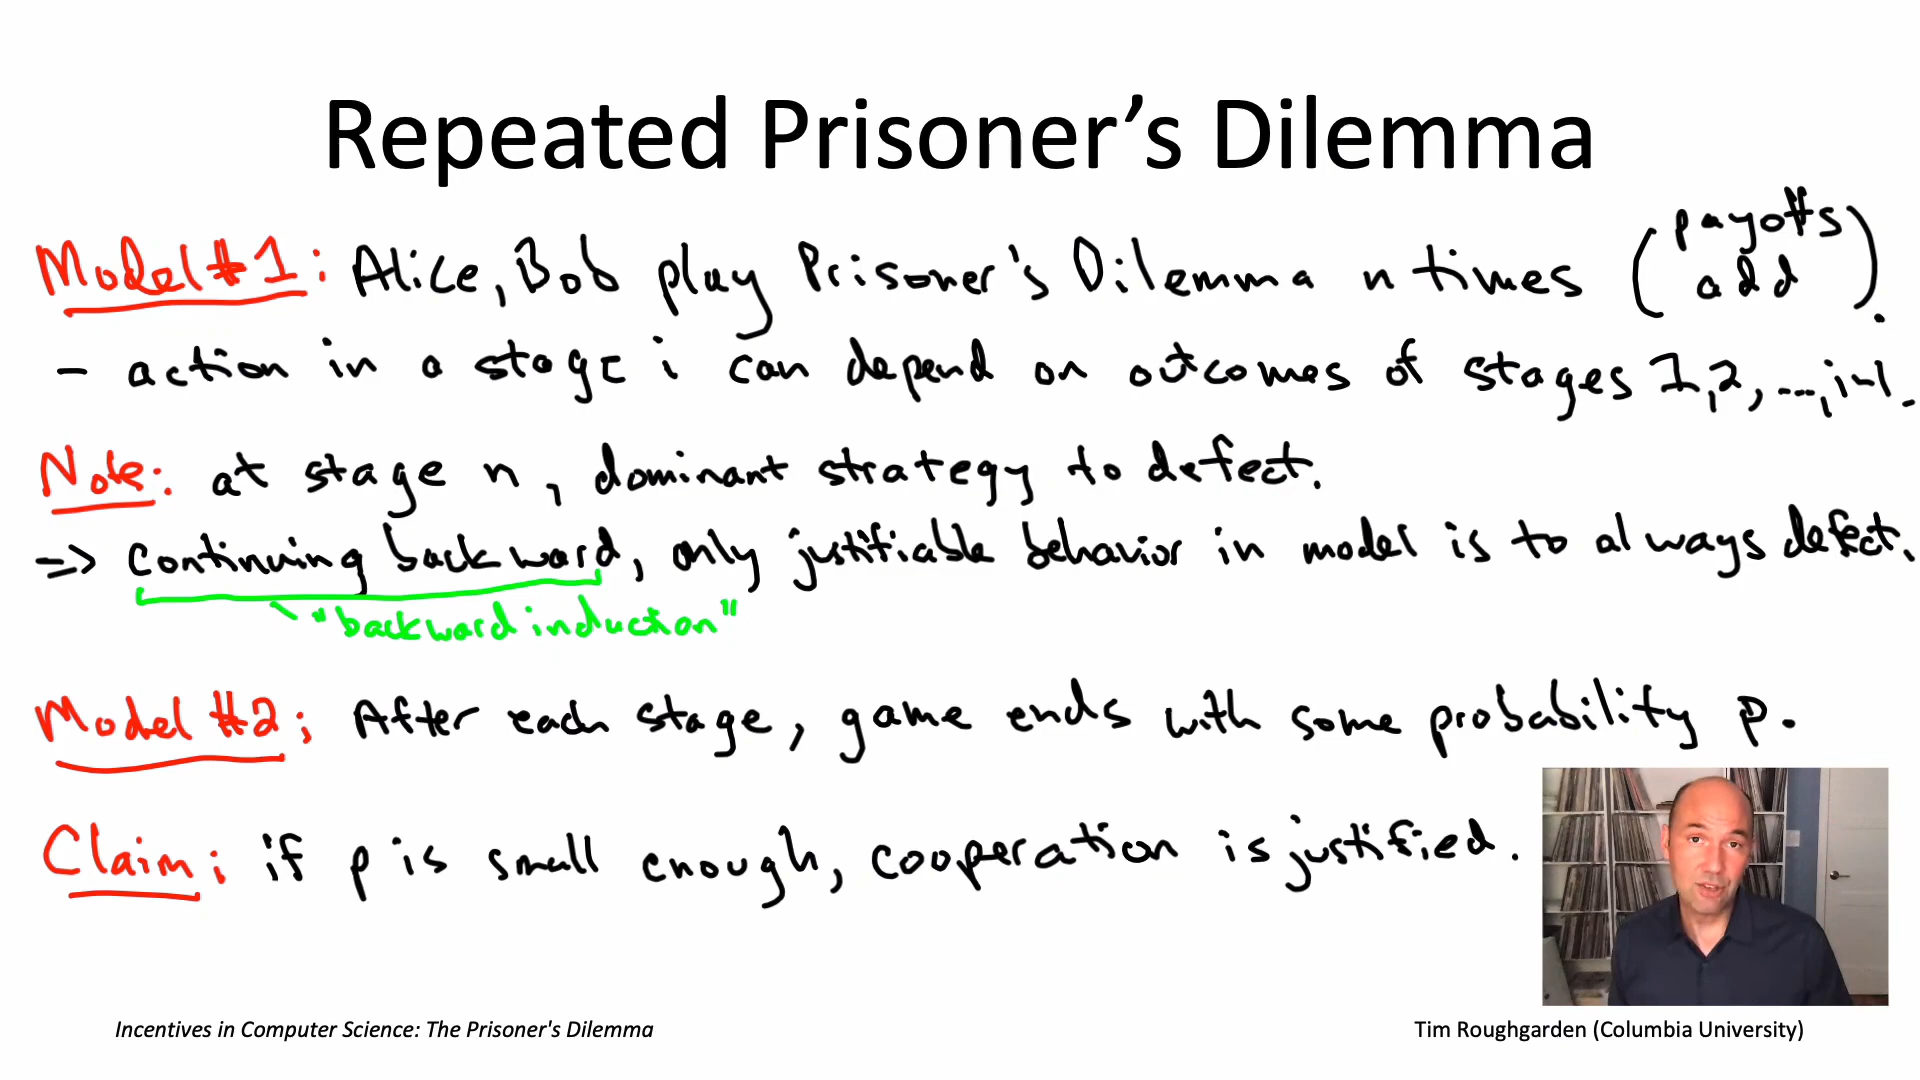 Repeated Prisoner's Dilemma
Model #1: Alice, Bob play Prisoner's Dilemma n times (payoffs add).
- action in a stage i can depend on outcomes of stages 1,2,...,i-1.
Note: at stage n, dominant strategy to defect.
=> continuing backward, only justifiable behavior in model is to always defect.
"backward induction"
Model #2: After each stage, game ends with some probability p.
Claim: if p is small enough, cooperation is justified.
Incentives in Computer Science: The Prisoner's Dilemma
Tim Roughgarden (Columbia University)